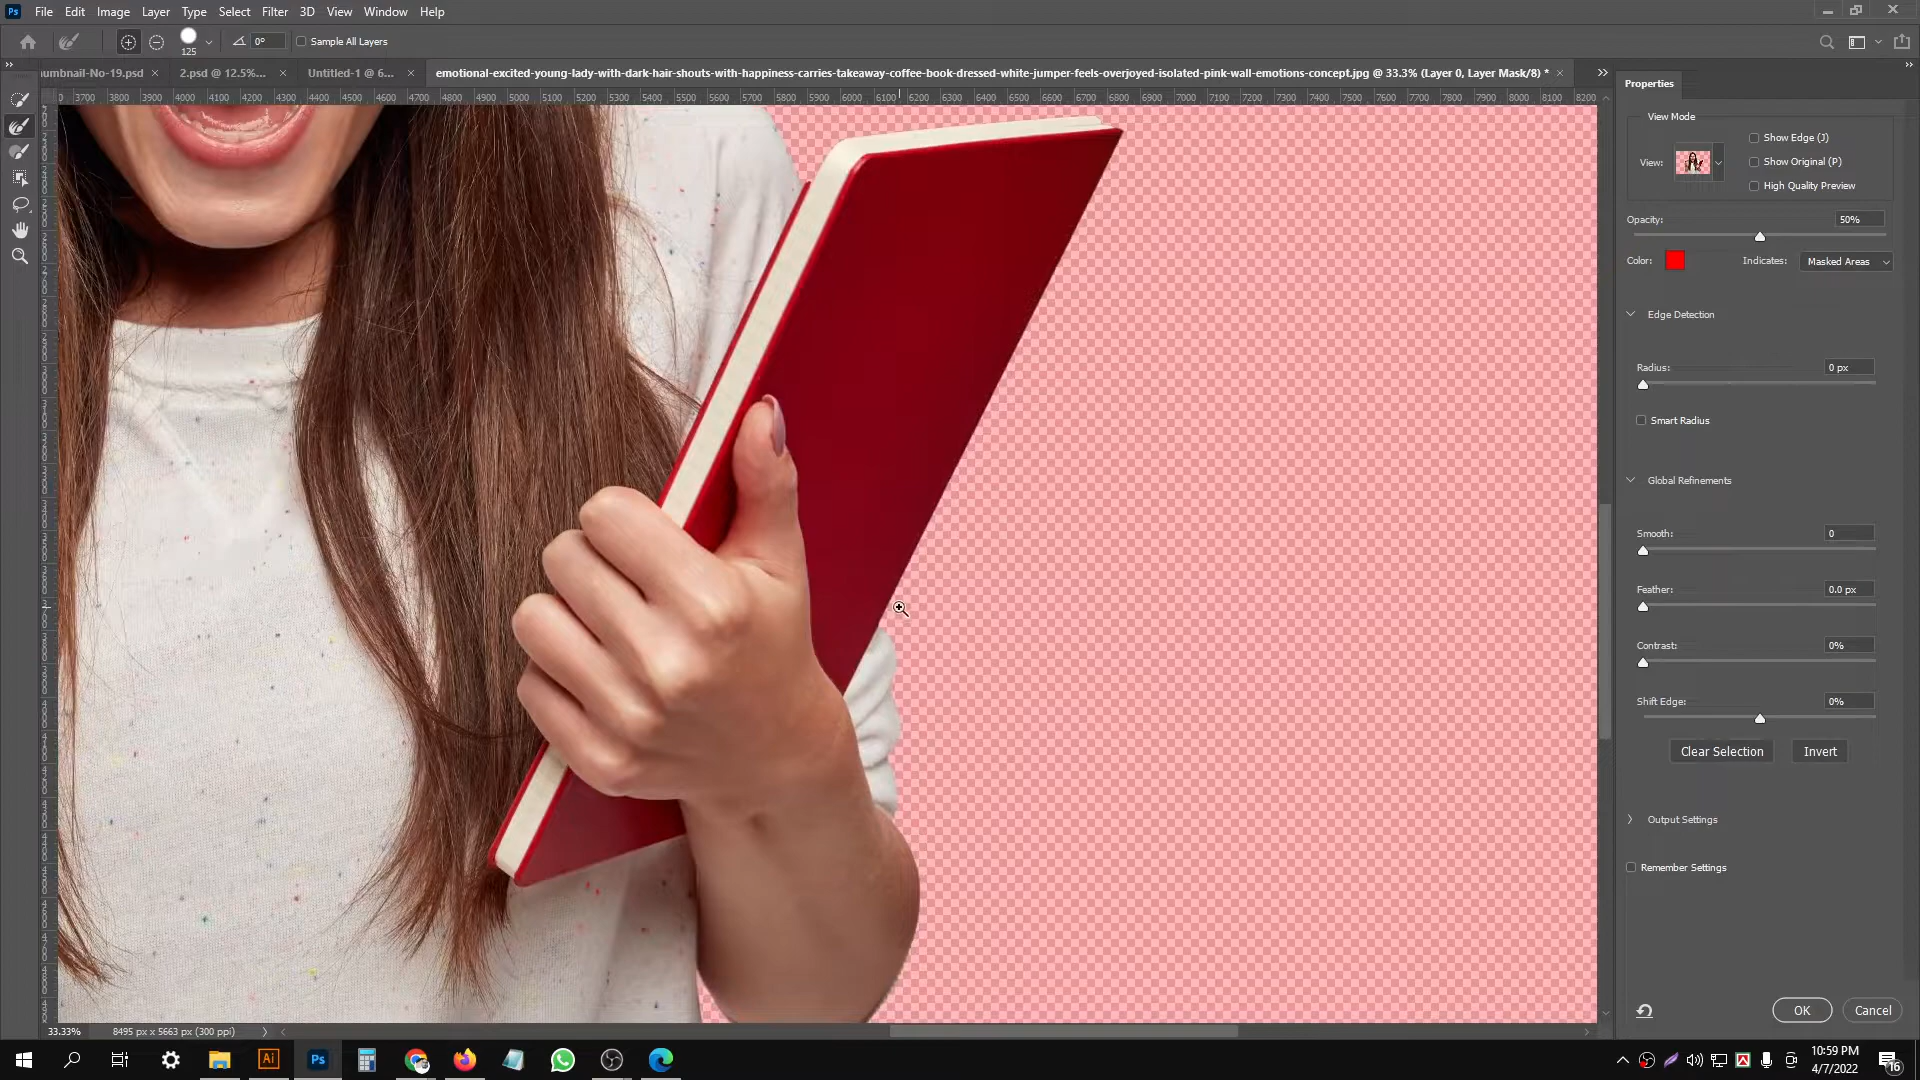 Ps File Edit Image Layer Type Select Filter 3D View Window Help
125 0° Sample All Layers
umbnail-No-19.psd × 2.psd @ 12.5%... × Untitled-1 @ 6... × emotional-excited-young-lady-with-dark-hair-shouts-with-happiness-carries-takeaway-coffee-book-dressed-white-jumper-feels-overjoyed-isolated-pink-wall-emotions-concept.jpg @ 33.3% (Layer 0, Layer Mask/8) * ×
0 3700 3800 3900 4000 4100 4200 4300 4400 4500 4600 4700 4800 4900 5000 5100 5200 5300 5400 5500 5600 5700 5800 5900 6000 6100 6200 6300 6400 6500 6600 6700 6800 6900 7000 7100 7200 7300 7400 7500 7600 7700 7800 7900 8000 8100 8200
Properties
View Mode
Show Edge (J)
View:
Show Original (P)
High Quality Preview
Opacity: 50%
Color: Indicates: Masked Areas
Edge Detection
Radius: 0 px
Smart Radius
Global Refinements
Smooth: 0
Feather: 0.0 px
Contrast: 0%
Shift Edge: 0%
Clear Selection Invert
Output Settings
Remember Settings
OK Cancel
33.33% 8495 px x 5663 px (300 ppi)
Ai Ps
10:59 PM
4/7/2022
16